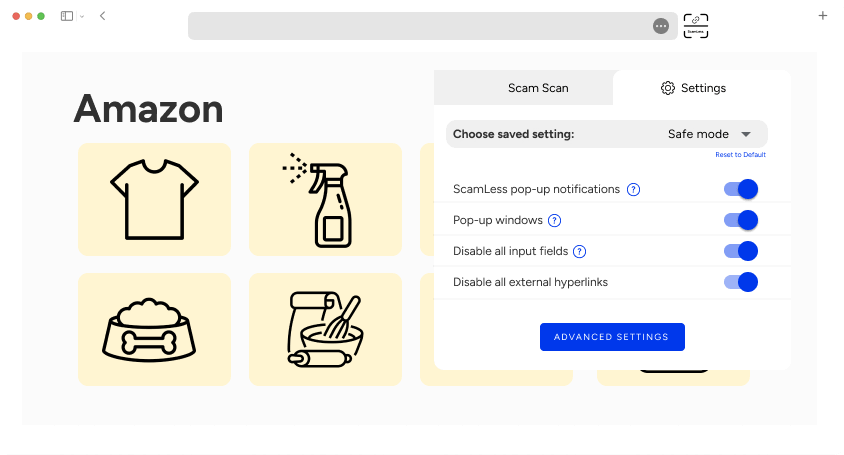 ScamLess
Amazon
Scam Scan
Settings
Choose saved setting:
Safe mode
Reset to Default
ScamLess pop-up notifications ?
Pop-up windows ?
Disable all input fields ?
Disable all external hyperlinks
ADVANCED SETTINGS